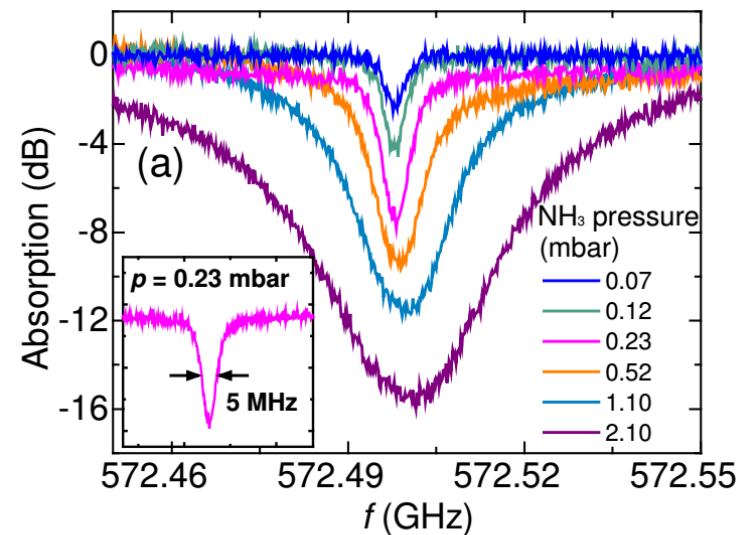 0
-4
-8
-12
-16
Absorption (dB)
(a)
NH₃ pressure
(mbar)
0.07
0.12
0.23
0.52
1.10
2.10
p = 0.23 mbar
5 MHz
572.46
572.49
572.52
572.55
f (GHz)